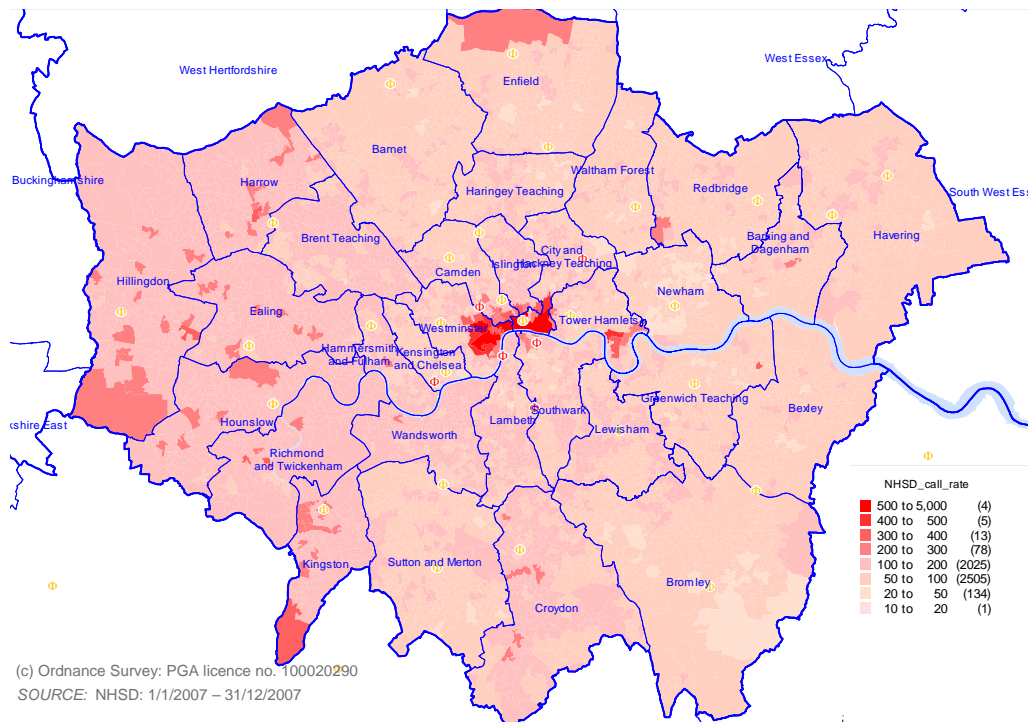 West Hertfordshire
West Essex
Enfield
Barnet
Buckinghamshire
Harrow
Haringey Teaching
Waltham Forest
Redbridge
South West Ess
Brent Teaching
Barking and
Dagenham
Havering
City and
Hackney Teaching
Islington
Camden
Hillingdon
Newham
Ealing
Tower Hamlets
Westminster
Hammersmith
and Fulham
Kensington
and Chelsea
Greenwich Teaching
Bexley
Southwark
Lambeth
Hounslow
kshire East
Wandsworth
Lewisham
Richmond
and Twickenham
Kingston
Sutton and Merton
Bromley
Croydon
NHSD_call_rate
500 to 5,000 (4)
400 to 500 (5)
300 to 400 (13)
200 to 300 (78)
100 to 200 (2025)
50 to 100 (2505)
20 to 50 (134)
10 to 20 (1)
(c) Ordnance Survey: PGA licence no. 100020290
SOURCE: NHSD: 1/1/2007 – 31/12/2007